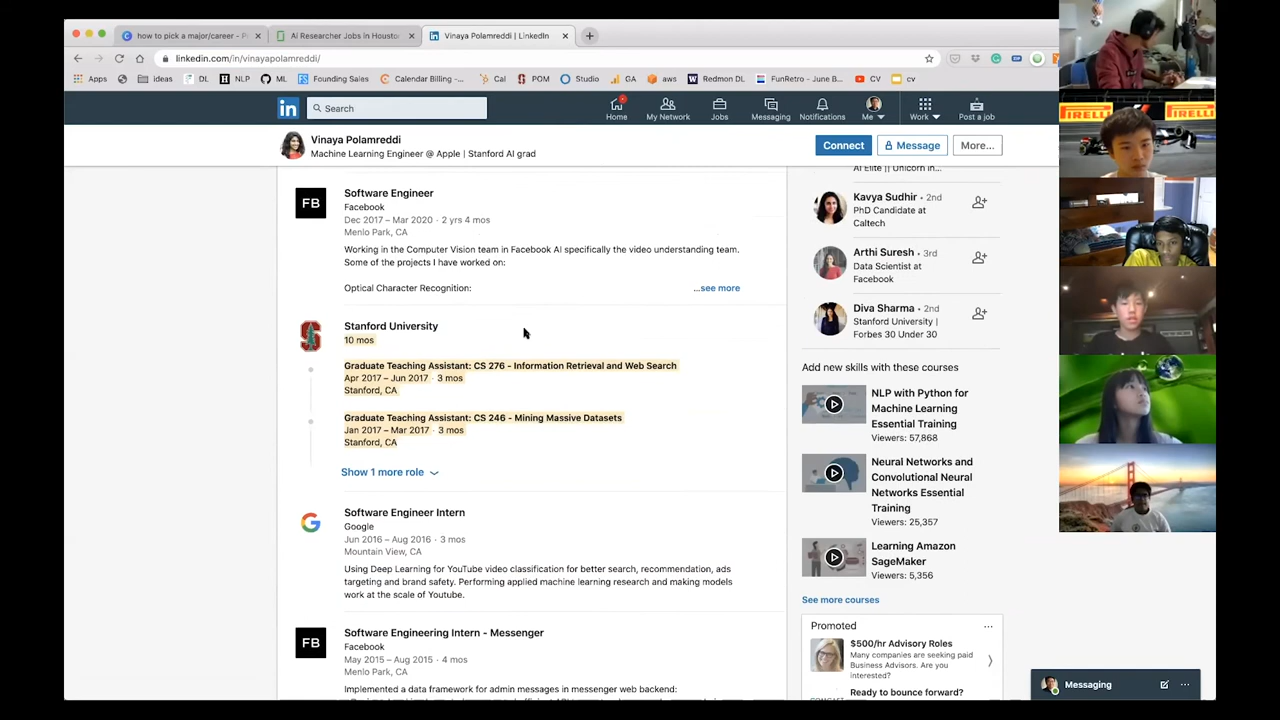 how to pick a major/career - P
AI Researcher Jobs in Housto
Vinaya Polamreddi | LinkedIn
linkedin.com/in/vinayapolamreddi/
Apps
ideas
DL
NLP
ML
Founding Sales
Calendar Billing -...
Cal
POM
Studio
GA
aws
Redmon DL
FunRetro - June B...
CV
cv
Search
Home
My Network
Jobs
Messaging
Notifications
Me
Work
Post a job
Vinaya Polamreddi
Machine Learning Engineer @ Apple | Stanford AI grad
Connect
Message
More...
FB
Software Engineer
Facebook
Dec 2017 – Mar 2020 · 2 yrs 4 mos
Menlo Park, CA
Working in the Computer Vision team in Facebook AI specifically the video understanding team.
Some of the projects I have worked on:
Optical Character Recognition:
...see more
Stanford University
10 mos
Graduate Teaching Assistant: CS 276 - Information Retrieval and Web Search
Apr 2017 – Jun 2017 · 3 mos
Stanford, CA
Graduate Teaching Assistant: CS 246 - Mining Massive Datasets
Jan 2017 – Mar 2017 · 3 mos
Stanford, CA
Show 1 more role
Software Engineer Intern
Google
Jun 2016 – Aug 2016 · 3 mos
Mountain View, CA
Using Deep Learning for YouTube video classification for better search, recommendation, ads
targeting and brand safety. Performing applied machine learning research and making models
work at the scale of Youtube.
FB
Software Engineering Intern - Messenger
Facebook
May 2015 – Aug 2015 · 4 mos
Menlo Park, CA
Implemented a data framework for admin messages in messenger web backend:
AI Elite || Unicorn in...
Kavya Sudhir · 2nd
PhD Candidate at
Caltech
Arthi Suresh · 3rd
Data Scientist at
Facebook
Diva Sharma · 2nd
Stanford University |
Forbes 30 Under 30
Add new skills with these courses
NLP with Python for
Machine Learning
Essential Training
Viewers: 57,868
Neural Networks and
Convolutional Neural
Networks Essential
Training
Viewers: 25,357
Learning Amazon
SageMaker
Viewers: 5,356
See more courses
Promoted
$500/hr Advisory Roles
Many companies are seeking paid
Business Advisors. Are you
interested?
Ready to bounce forward?
Messaging
PIRELLI
PIRELLI